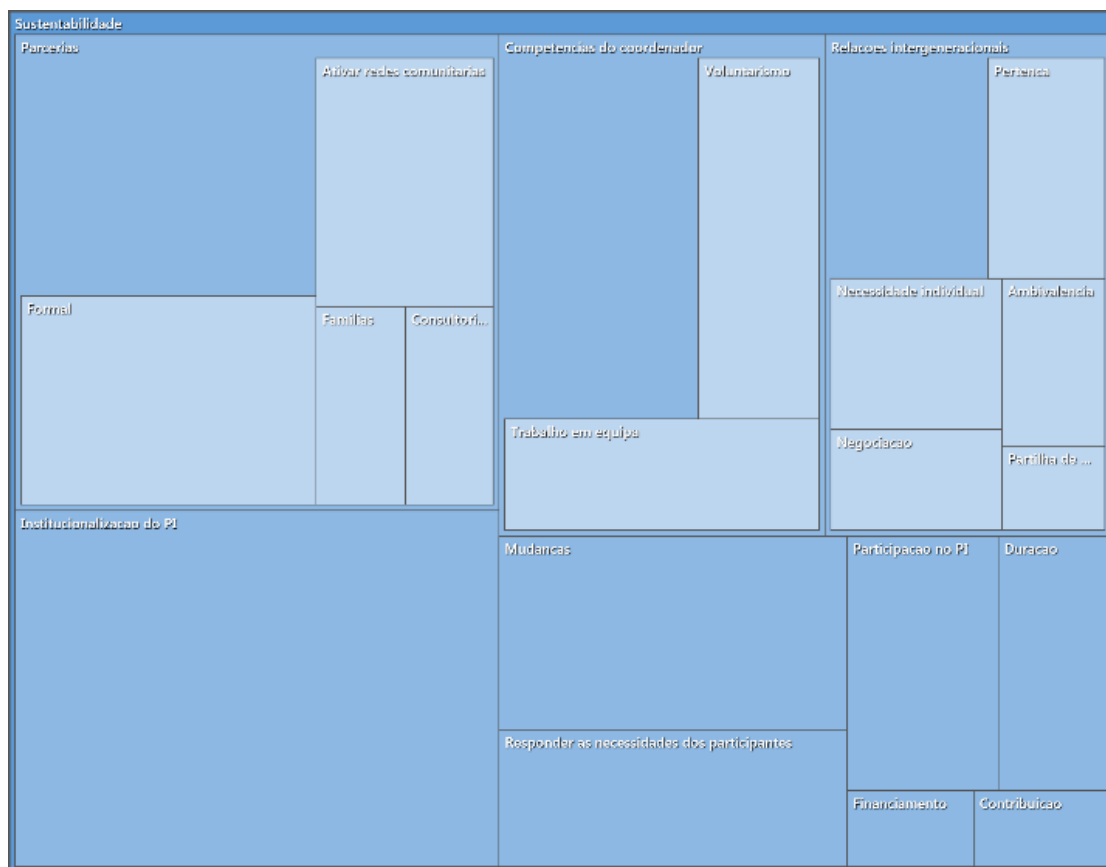 Sustentabilidade
Parcerias
Ativar redes comunitarias
Formal
Familias
Consultori...
Competencias do coordenador
Voluntarismo
Trabalho em equipa
Relacoes intergeneracionais
Pertenca
Necessidade individual
Ambivalencia
Negociacao
Partilha de ...
Institucionalizacao do PI
Mudancas
Responder as necessidades dos participantes
Participacao no PI
Duracao
Financiamento
Contribuicao